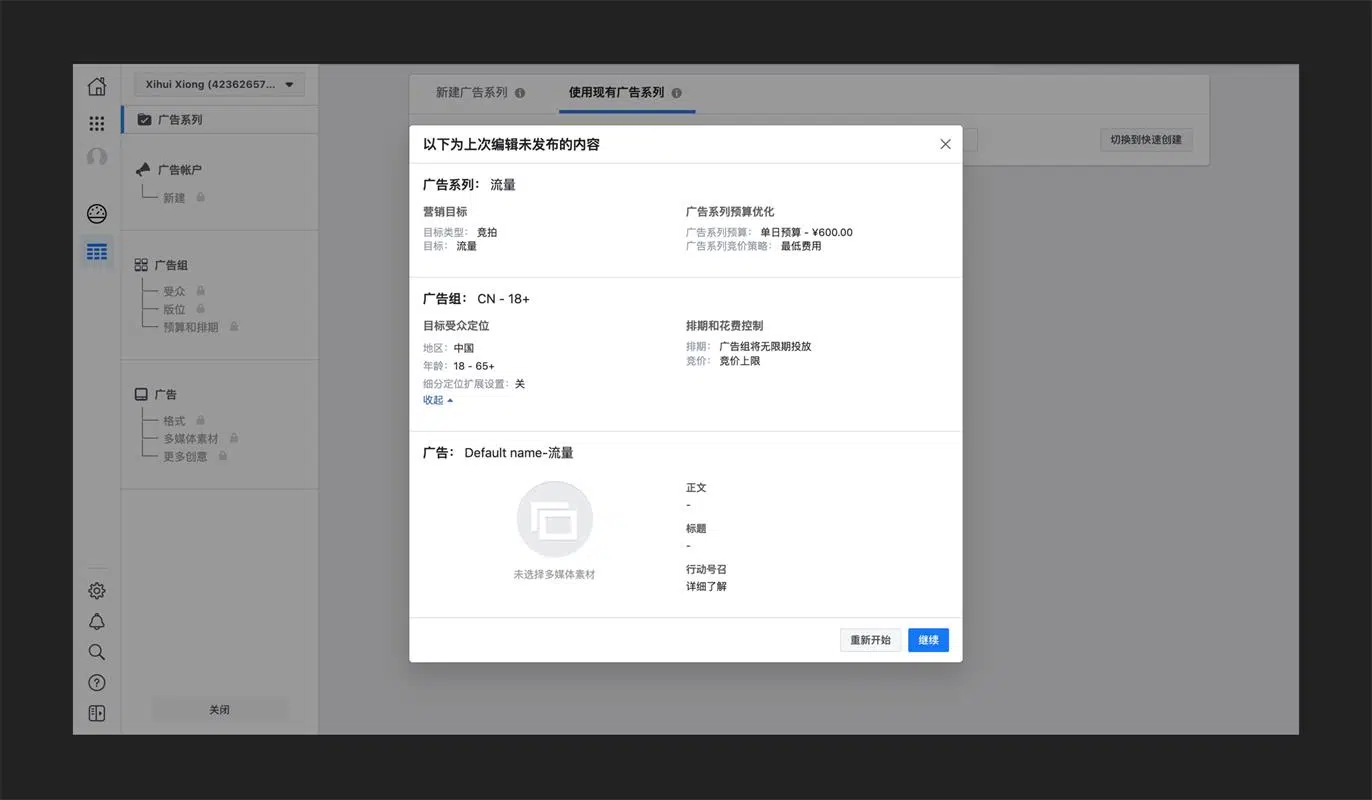 Xihui Xiong (42362657...
广告系列
广告帐户
新建
广告组
受众
版位
预算和排期
广告
格式
多媒体素材
更多创意
关闭
新建广告系列
使用现有广告系列
切换到快速创建
以下为上次编辑未发布的内容
广告系列： 流量
营销目标
目标类型： 竞拍
目标： 流量
广告系列预算优化
广告系列预算： 单日预算 - ¥600.00
广告系列竞价策略： 最低费用
广告组： CN - 18+
目标受众定位
地区： 中国
年龄： 18 - 65+
细分定位扩展设置： 关
收起
排期和花费控制
排期： 广告组将无限期投放
竞价： 竞价上限
广告： Default name-流量
未选择多媒体素材
正文
-
标题
-
行动号召
详细了解
重新开始
继续